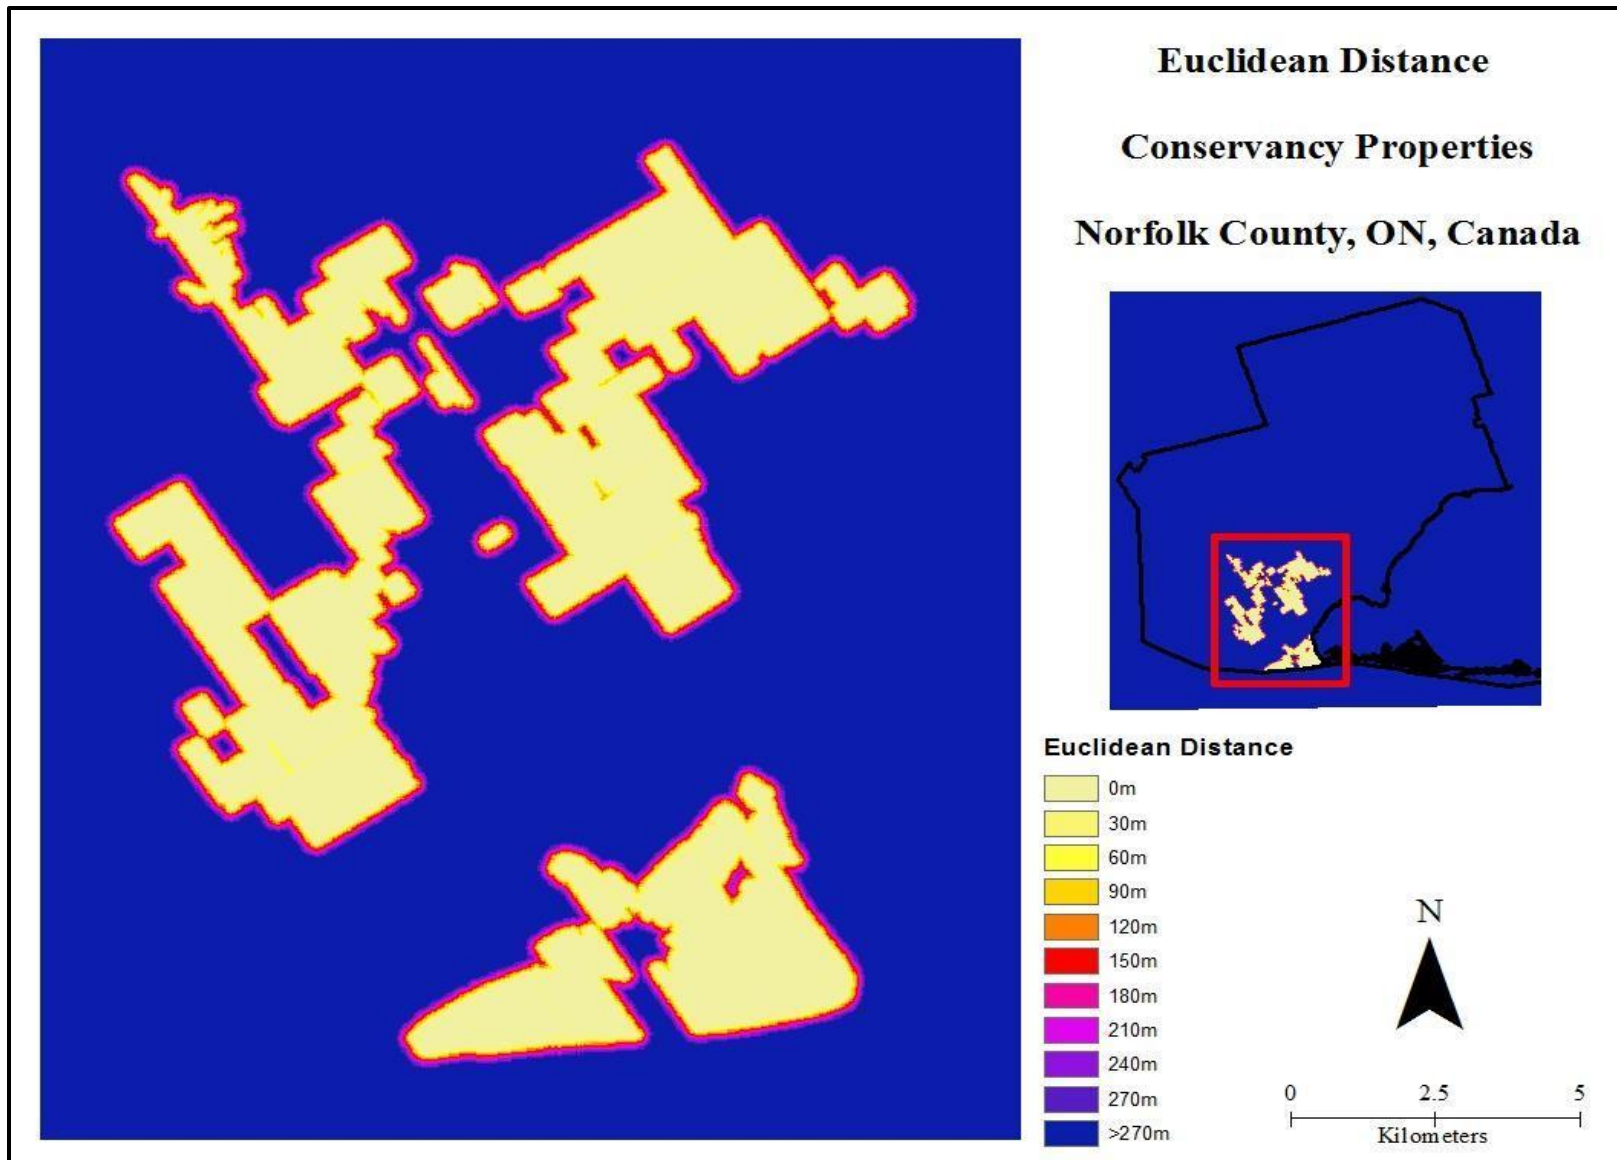 Euclidean Distance
Conservancy Properties
Norfolk County, ON, Canada
Euclidean Distance
0m
30m
60m
90m
120m
150m
180m
210m
240m
270m
>270m
N
0 2.5 5
Kilometers